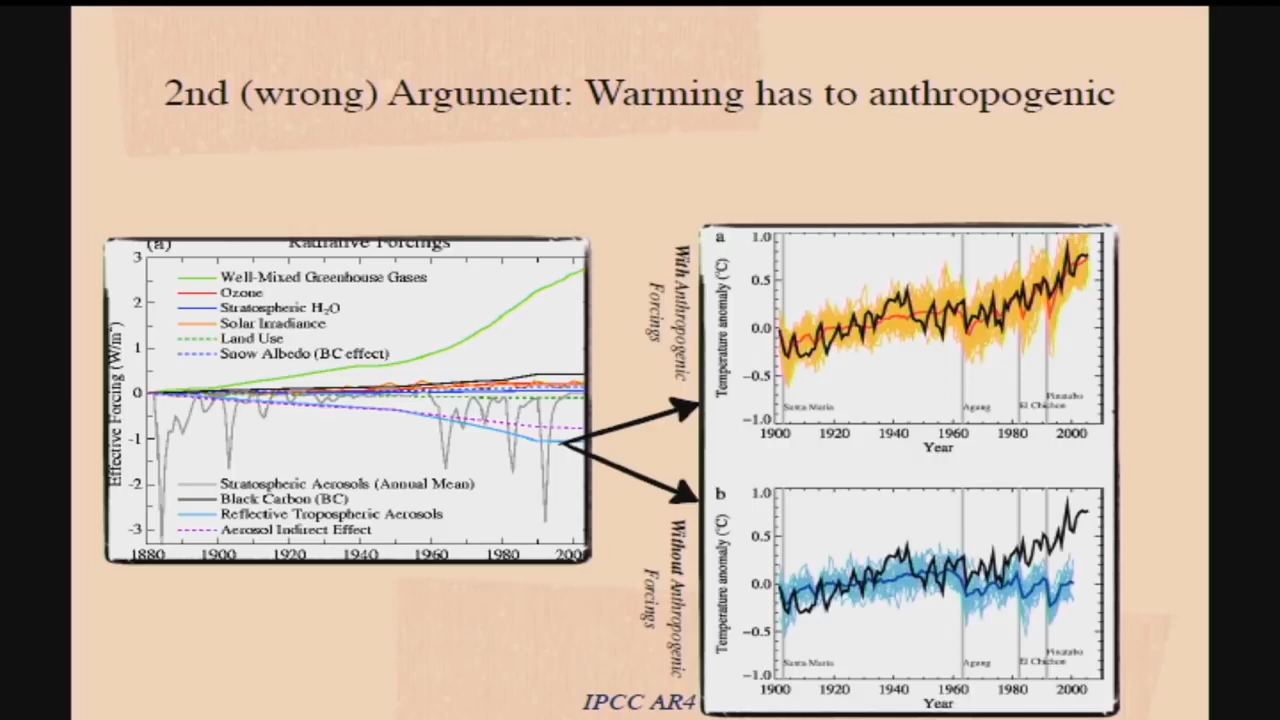 2nd (wrong) Argument: Warming has to anthropogenic
(a) Radiative Forcings
3
2
1
0
-1
-2
-3
Effective Forcing (W/m²)
Well-Mixed Greenhouse Gases
Ozone
Stratospheric H₂O
Solar Irradiance
Land Use
Snow Albedo (BC effect)
Stratospheric Aerosols (Annual Mean)
Black Carbon (BC)
Reflective Tropospheric Aerosols
Aerosol Indirect Effect
1880 1900 1920 1940 1960 1980 2000
With Anthropogenic
Forcings
a
1.0
0.5
0.0
-0.5
-1.0
Temperature anomaly (°C)
Santa Maria Agung El Chichon Pinatubo
1900 1920 1940 1960 1980 2000
Year
Without Anthropogenic
Forcings
b
1.0
0.5
0.0
-0.5
-1.0
Temperature anomaly (°C)
Santa Maria Agung El Chichon Pinatubo
1900 1920 1940 1960 1980 2000
Year
IPCC AR4